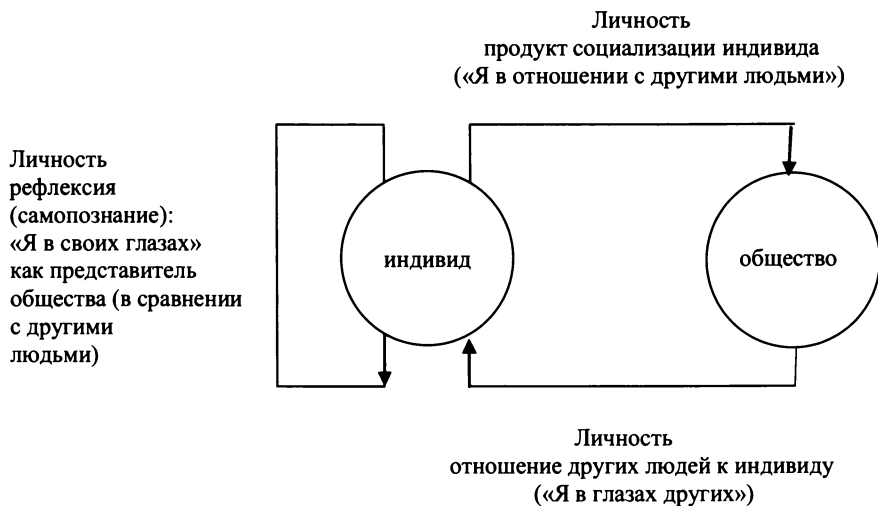 Личность
продукт социализации индивида
(«Я в отношении с другими людьми»)
Личность
рефлексия
(самопознание):
«Я в своих глазах»
как представитель
общества (в сравнении
с другими
людьми)
индивид
общество
Личность
отношение других людей к индивиду
(«Я в глазах других»)